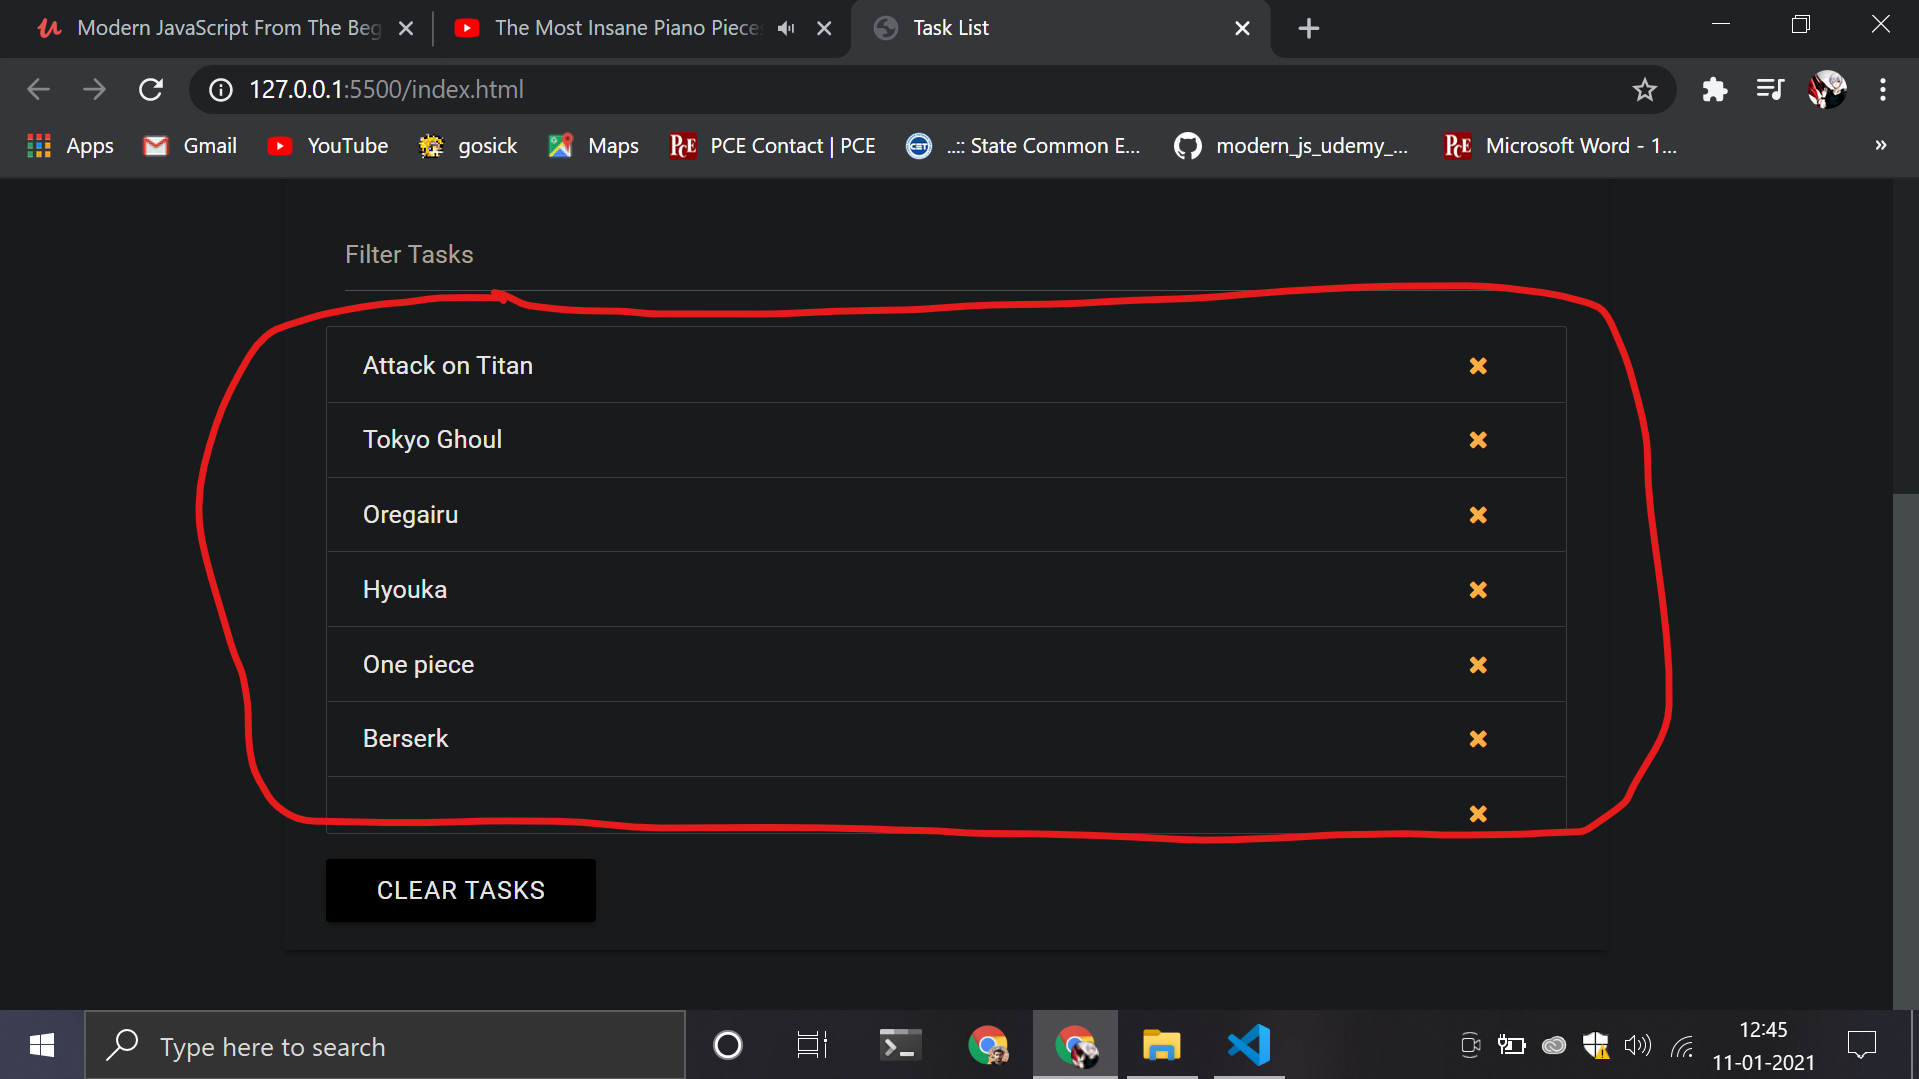 Modern JavaScript From The Beg
The Most Insane Piano Pieces
Task List
127.0.0.1:5500/index.html
Apps
Gmail
YouTube
gosick
Maps
PCE Contact | PCE
..:: State Common E...
modern_js_udemy_...
Microsoft Word - 1...
»
Filter Tasks
Attack on Titan
Tokyo Ghoul
Oregairu
Hyouka
One piece
Berserk
CLEAR TASKS
Type here to search
12:45
11-01-2021